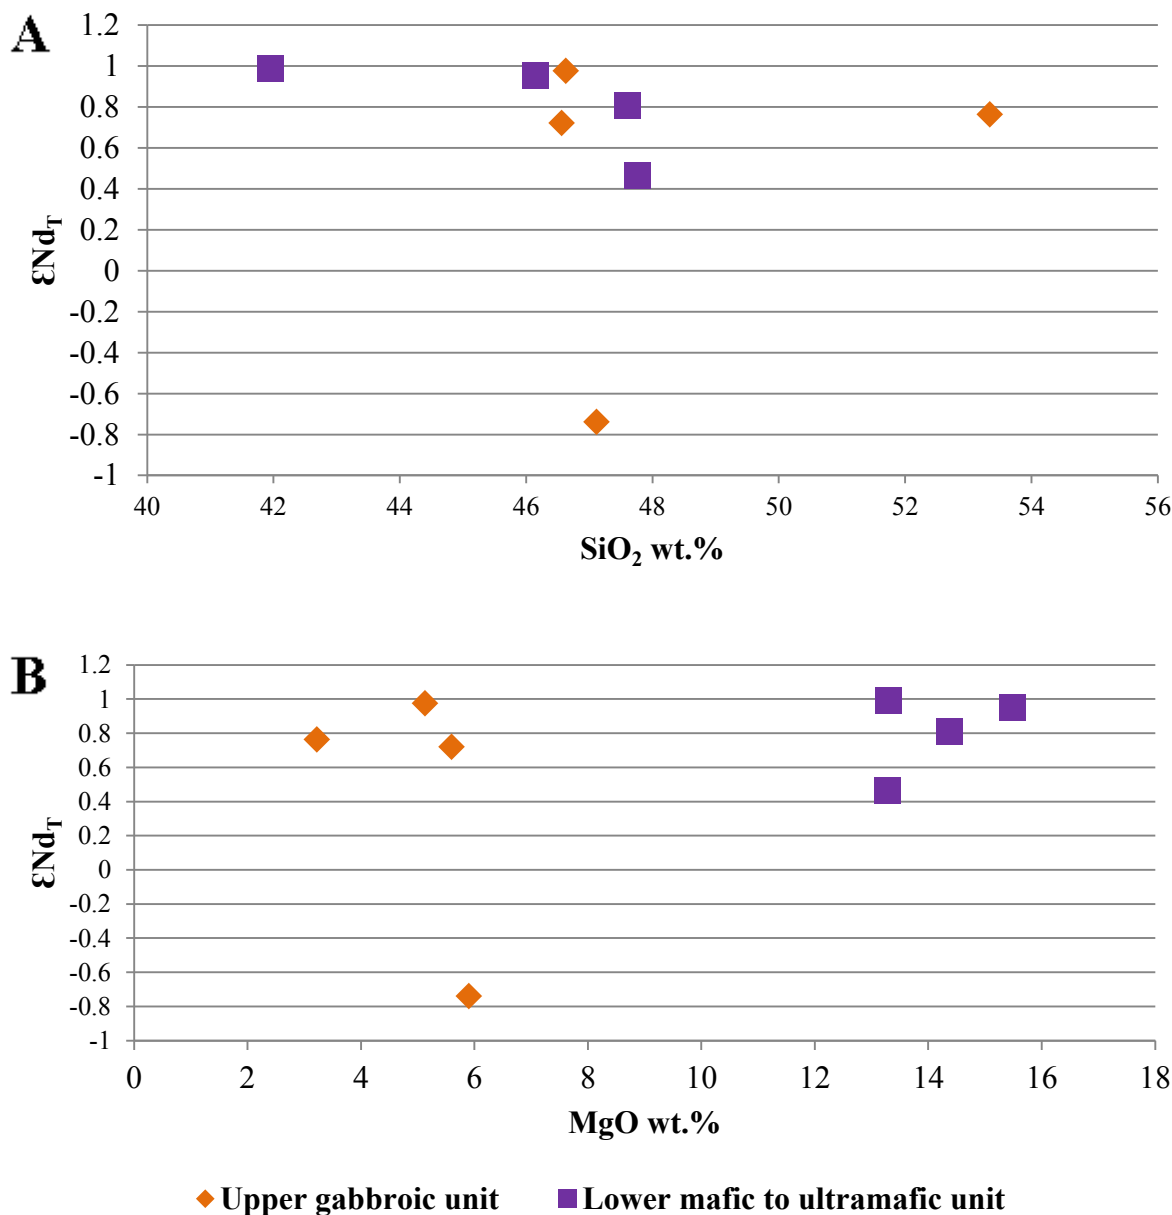 A
1.2
1
0.8
0.6
0.4
0.2
0
-0.2
-0.4
-0.6
-0.8
-1
εNd_T
40 42 44 46 48 50 52 54 56
SiO₂ wt.%
B
1.2
1
0.8
0.6
0.4
0.2
0
-0.2
-0.4
-0.6
-0.8
-1
εNd_T
0 2 4 6 8 10 12 14 16 18
MgO wt.%
Upper gabbroic unit Lower mafic to ultramafic unit